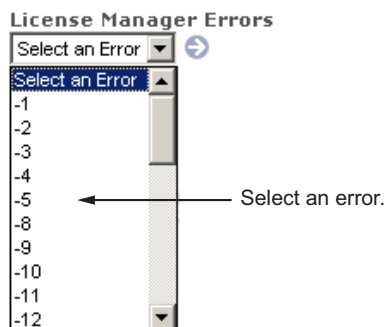 License Manager Errors
Select an Error
Select an Error
-1
-2
-3
-4
-5
Select an error.
-8
-9
-10
-11
-12